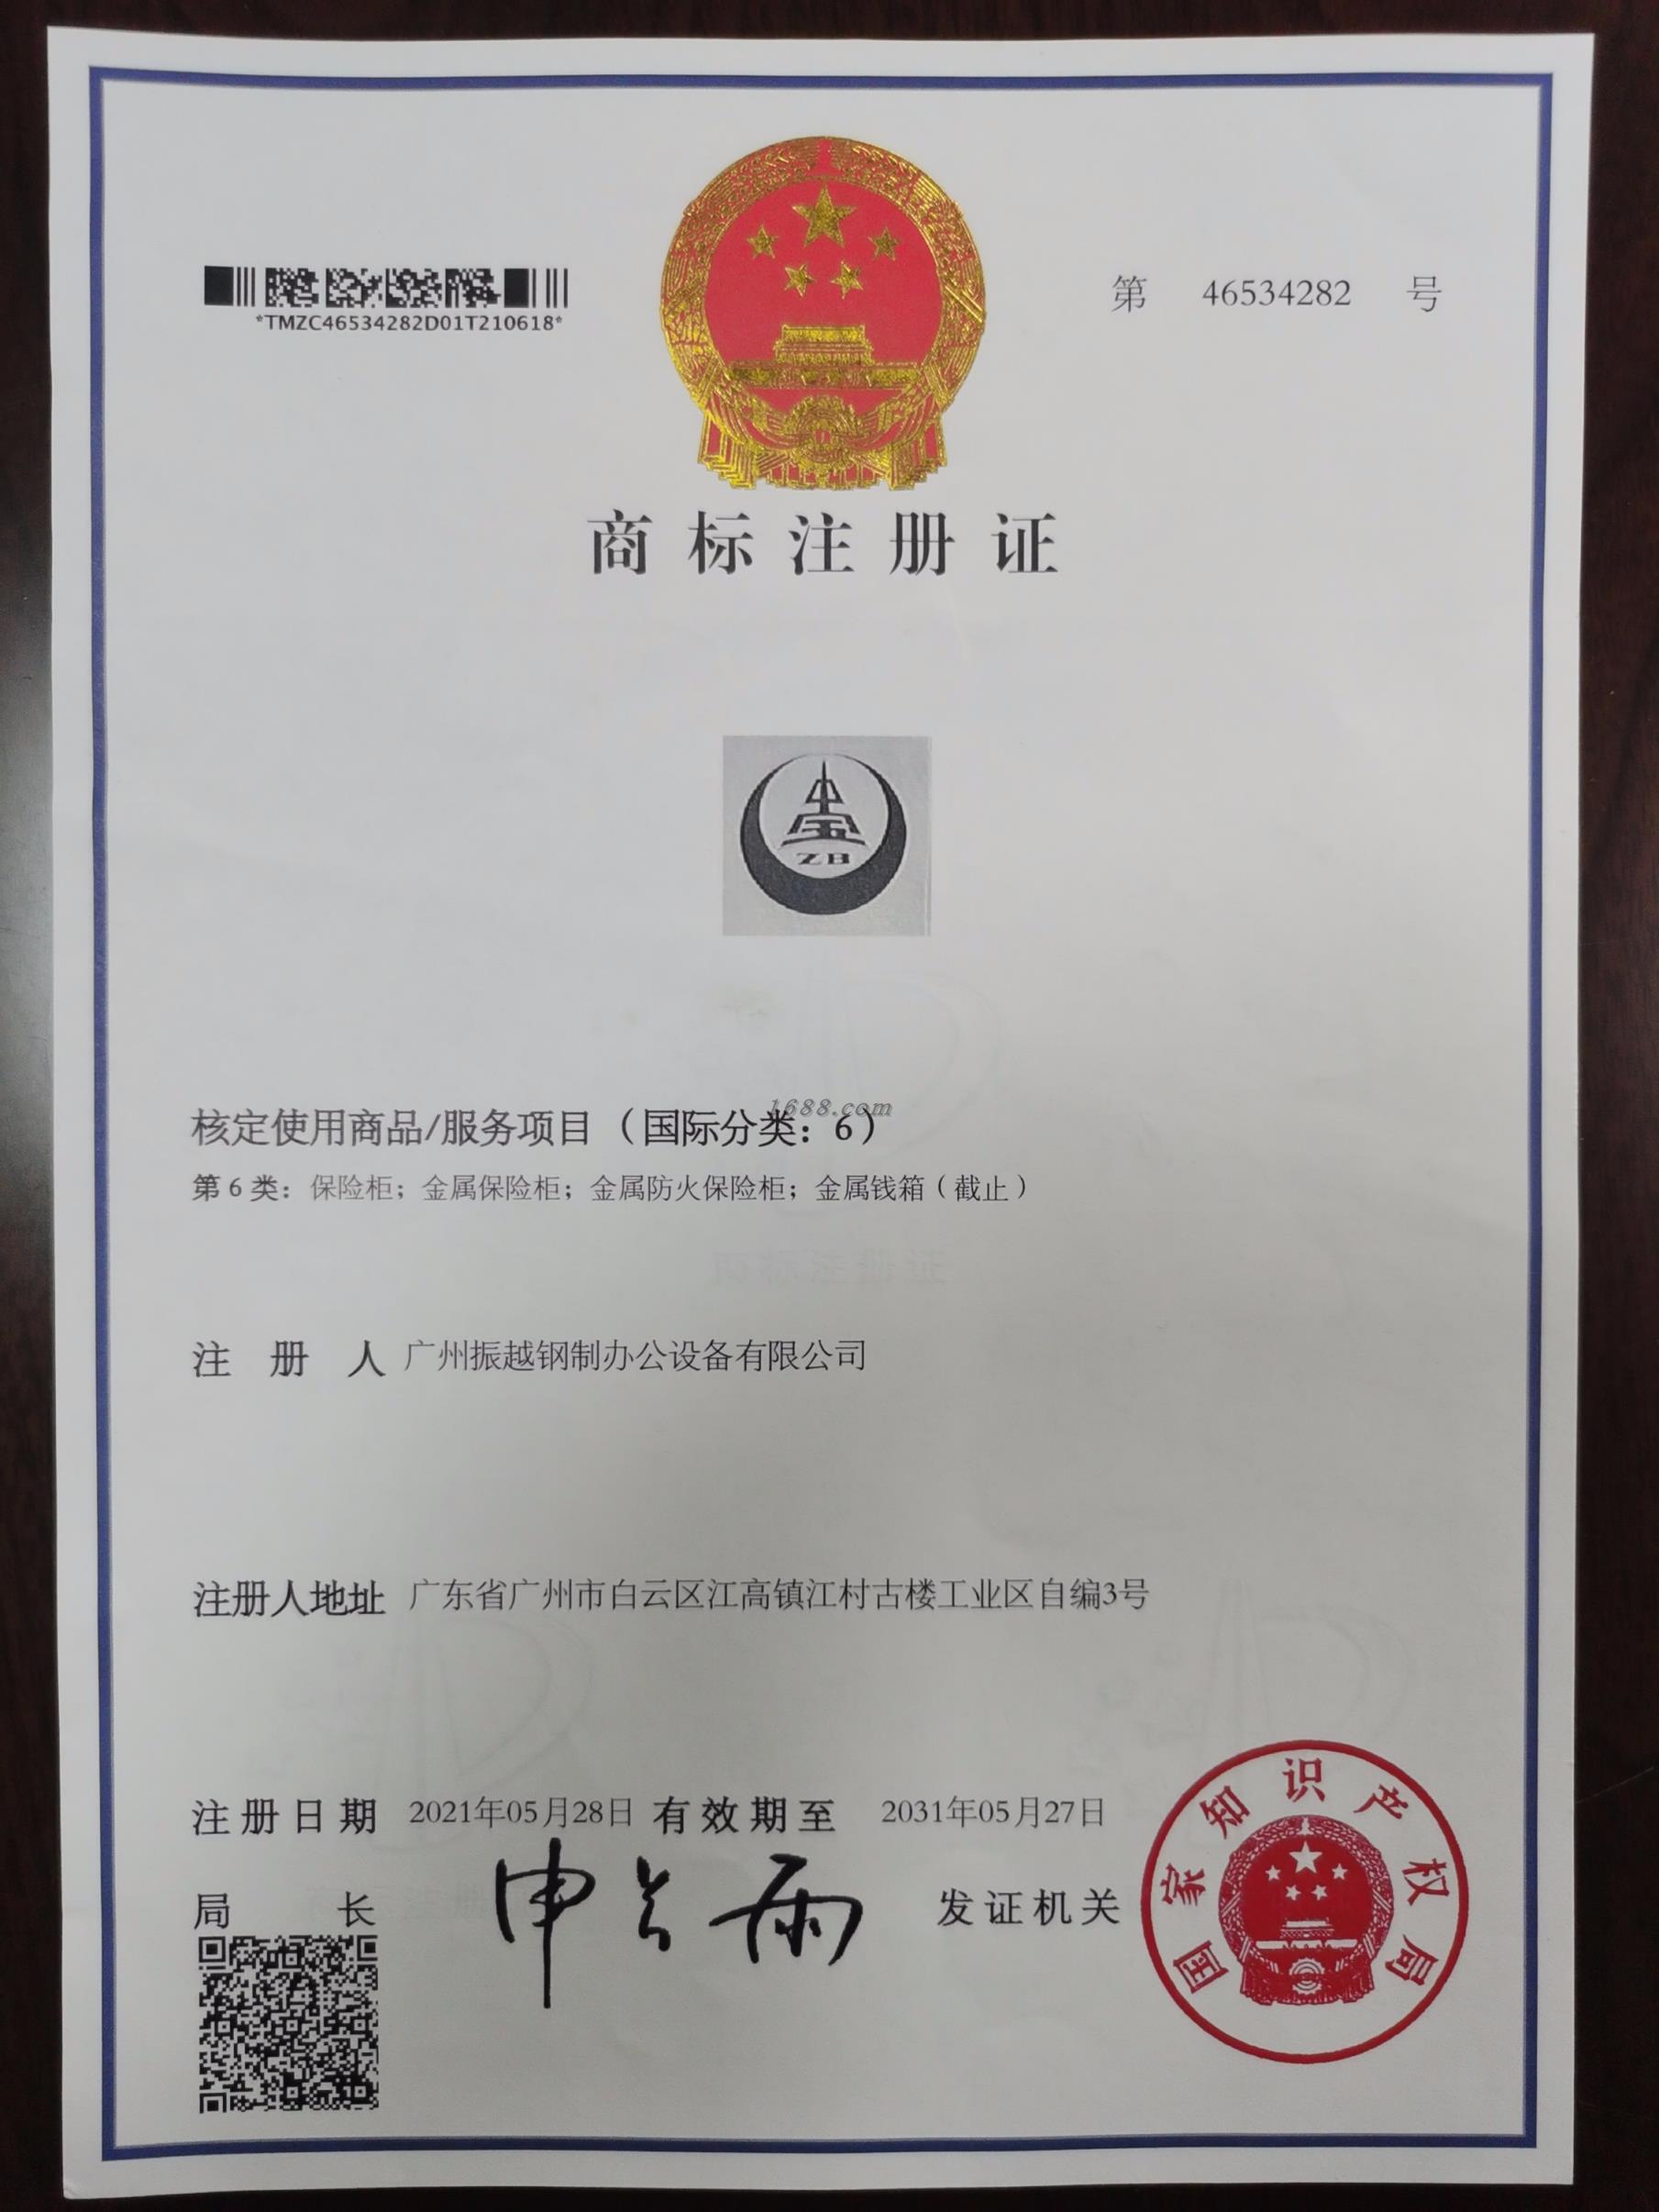 *TMZC46534282D01T210618*
第 46534282 号
商标注册证
中宝
ZB
1688.com
核定使用商品/服务项目（国际分类：6）
第6类：保险柜；金属保险柜；金属防火保险柜；金属钱箱（截止）
注册人 广州振越钢制办公设备有限公司
注册人地址 广东省广州市白云区江高镇江村古楼工业区自编3号
注册日期 2021年05月28日 有效期至 2031年05月27日
局长 申长雨 发证机关
国家知识产权局